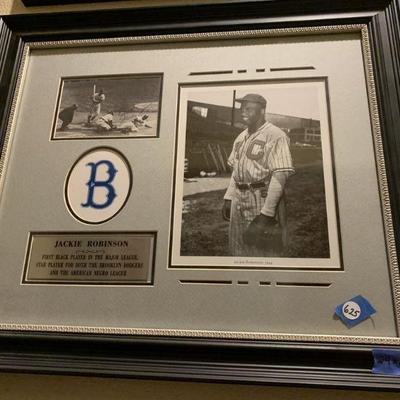 B
C
JACKIE ROBINSON
FIRST BLACK PLAYER IN THE MAJOR LEAGUE,
STAR PLAYER FOR BOTH THE BROOKLYN DODGERS
AND THE AMERICAN NEGRO LEAGUE
625